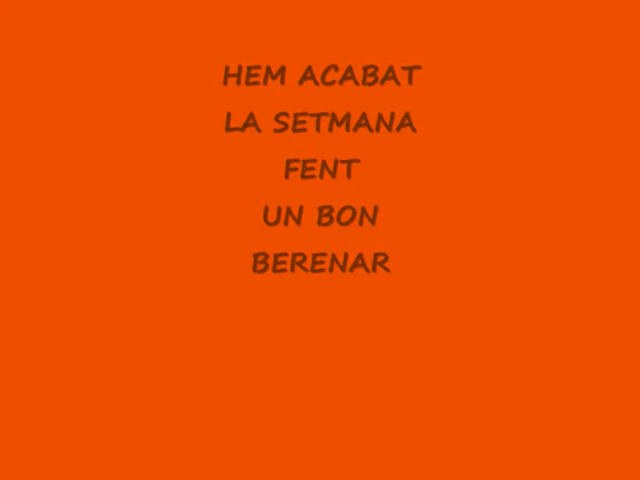 HEM ACABAT
LA SETMANA
FENT
UN BON
BERENAR